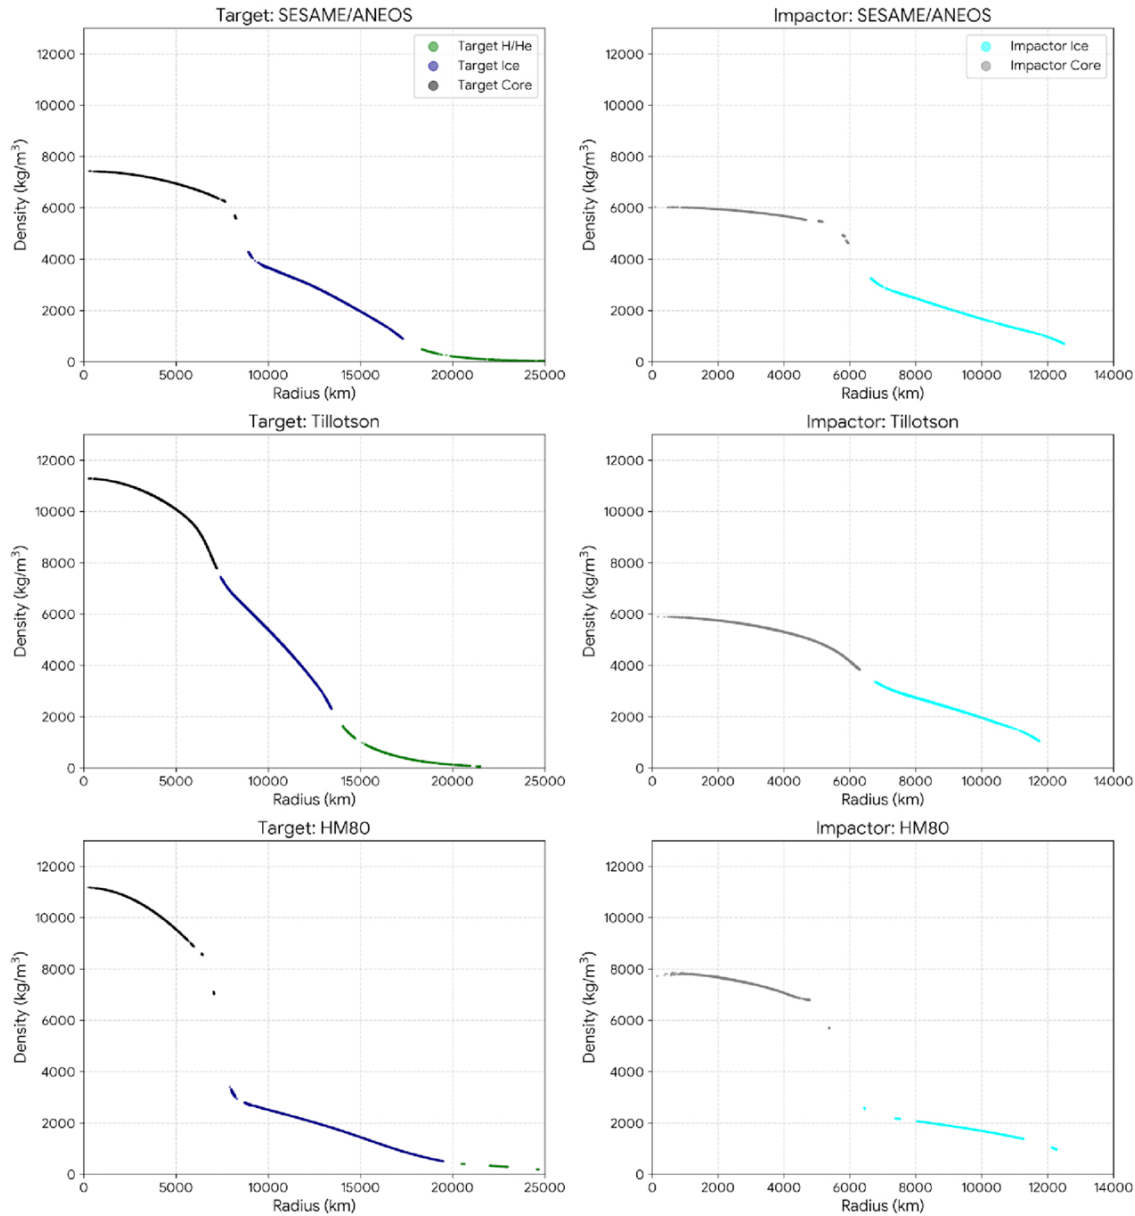 Target: SESAME/ANEOS
Impactor: SESAME/ANEOS
12000
10000
8000
6000
4000
2000
0
Density (kg/m³)
Target H/He
Target Ice
Target Core
0 5000 10000 15000 20000 25000
Radius (km)
12000
10000
8000
6000
4000
2000
0
Density (kg/m³)
Impactor Ice
Impactor Core
0 2000 4000 6000 8000 10000 12000 14000
Radius (km)
Target: Tillotson
Impactor: Tillotson
12000
10000
8000
6000
4000
2000
0
Density (kg/m³)
0 5000 10000 15000 20000 25000
Radius (km)
12000
10000
8000
6000
4000
2000
0
Density (kg/m³)
0 2000 4000 6000 8000 10000 12000 14000
Radius (km)
Target: HM80
Impactor: HM80
12000
10000
8000
6000
4000
2000
0
Density (kg/m³)
0 5000 10000 15000 20000 25000
Radius (km)
12000
10000
8000
6000
4000
2000
0
Density (kg/m³)
0 2000 4000 6000 8000 10000 12000 14000
Radius (km)